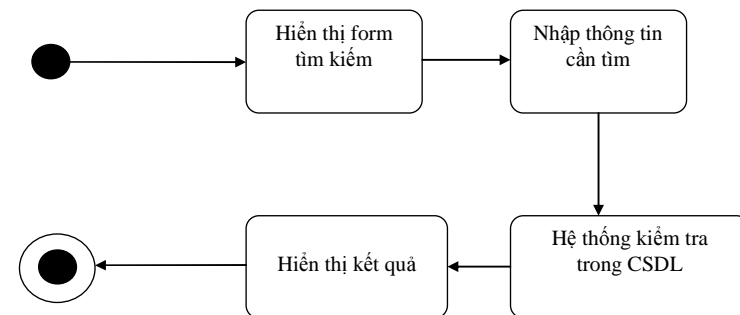 Hiển thị form
tìm kiếm
Nhập thông tin
cần tìm
Hệ thống kiểm tra
trong CSDL
Hiển thị kết quả